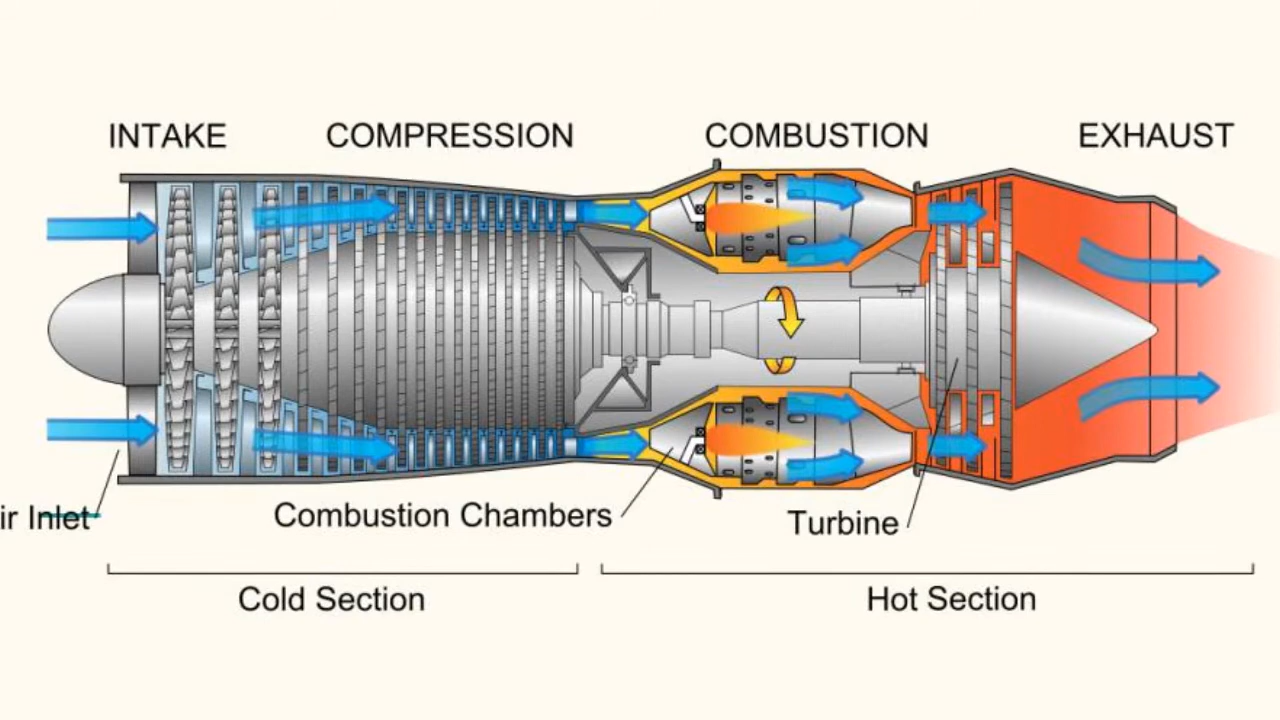 INTAKE COMPRESSION COMBUSTION EXHAUST
ir Inlet
Combustion Chambers
Turbine
Cold Section
Hot Section